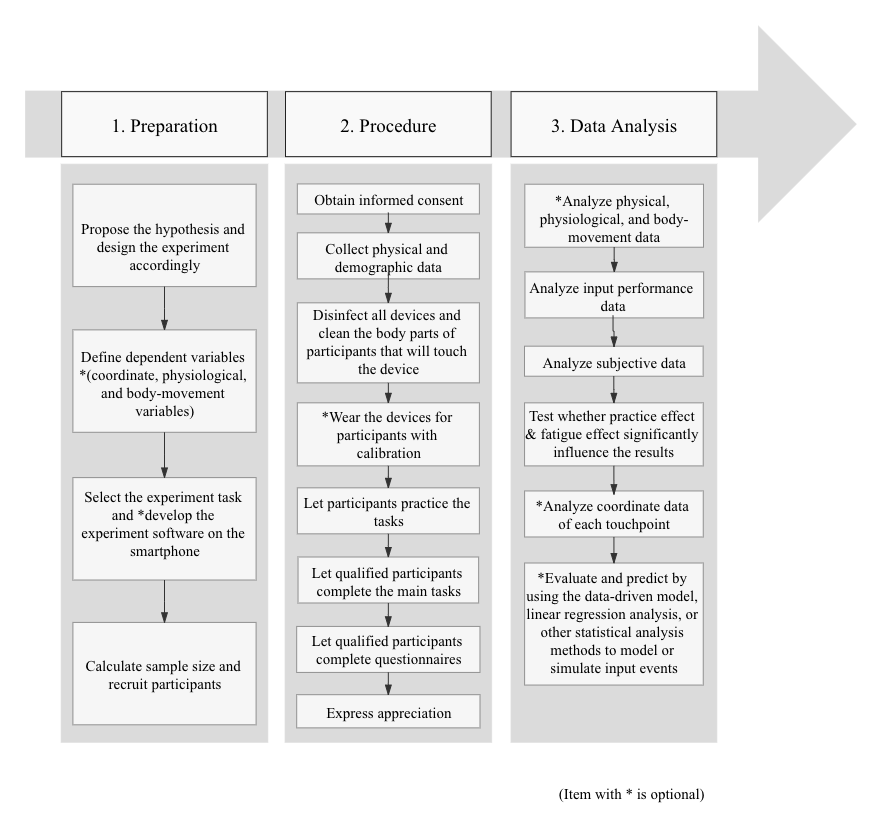 1. Preparation
Propose the hypothesis and
design the experiment
accordingly
Define dependent variables
*(coordinate, physiological,
and body-movement
variables)
Select the experiment task
and *develop the
experiment software on the
smartphone
Calculate sample size and
recruit participants
2. Procedure
Obtain informed consent
Collect physical and
demographic data
Disinfect all devices and
clean the body parts of
participants that will touch
the device
*Wear the devices for
participants with
calibration
Let participants practice the
tasks
Let qualified participants
complete the main tasks
Let qualified participants
complete questionnaires
Express appreciation
3. Data Analysis
*Analyze physical,
physiological, and body-
movement data
Analyze input performance
data
Analyze subjective data
Test whether practice effect
& fatigue effect significantly
influence the results
*Analyze coordinate data
of each touchpoint
*Evaluate and predict by
using the data-driven model,
linear regression analysis, or
other statistical analysis
methods to model or
simulate input events
(Item with * is optional)